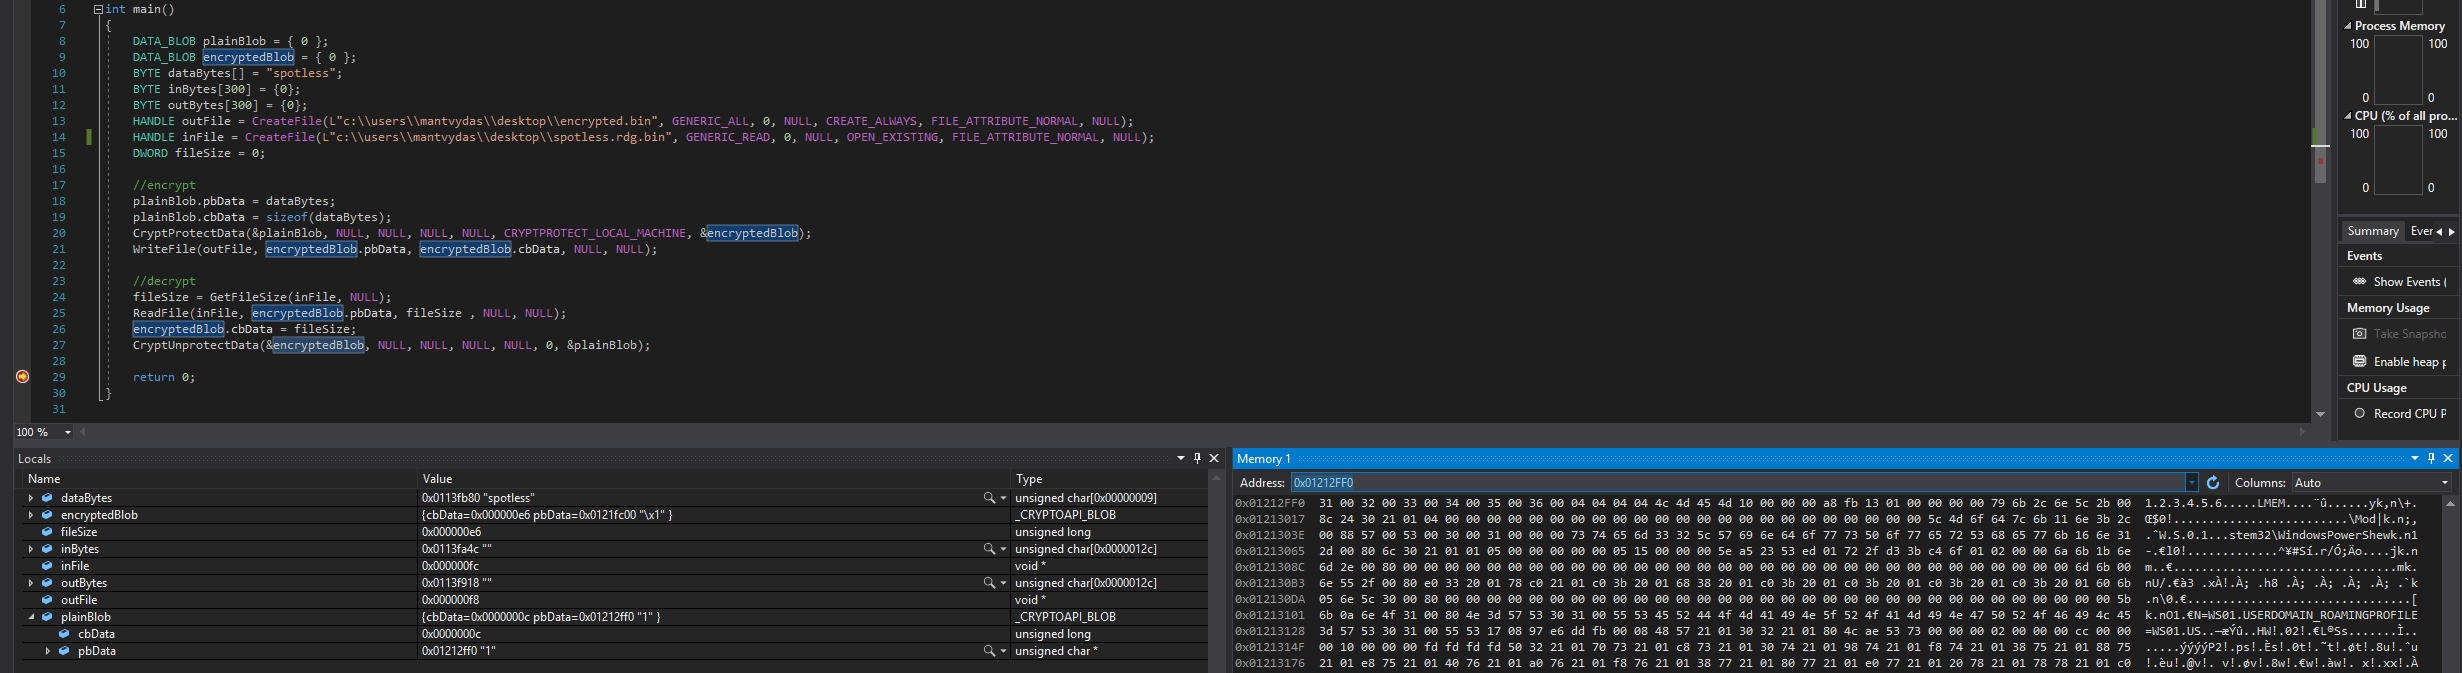 6 int main()
7 {
8 DATA_BLOB plainBlob = { 0 };
9 DATA_BLOB encryptedBlob = { 0 };
10 BYTE dataBytes[] = "spotless";
11 BYTE inBytes[300] = {0};
12 BYTE outBytes[300] = {0};
13 HANDLE outFile = CreateFile(L"c:\\users\\mantvydas\\desktop\\encrypted.bin", GENERIC_ALL, 0, NULL, CREATE_ALWAYS, FILE_ATTRIBUTE_NORMAL, NULL);
14 HANDLE inFile = CreateFile(L"c:\\users\\mantvydas\\desktop\\spotless.rdg.bin", GENERIC_READ, 0, NULL, OPEN_EXISTING, FILE_ATTRIBUTE_NORMAL, NULL);
15 DWORD fileSize = 0;
16
17 //encrypt
18 plainBlob.pbData = dataBytes;
19 plainBlob.cbData = sizeof(dataBytes);
20 CryptProtectData(&plainBlob, NULL, NULL, NULL, NULL, CRYPTPROTECT_LOCAL_MACHINE, &encryptedBlob);
21 WriteFile(outFile, encryptedBlob.pbData, encryptedBlob.cbData, NULL, NULL);
22
23 //decrypt
24 fileSize = GetFileSize(inFile, NULL);
25 ReadFile(inFile, encryptedBlob.pbData, fileSize , NULL, NULL);
26 encryptedBlob.cbData = fileSize;
27 CryptUnprotectData(&encryptedBlob, NULL, NULL, NULL, NULL, 0, &plainBlob);
28
29 return 0;
30 }
31
100 %
Process Memory
100 100
0 0
CPU (% of all pro...
100 100
0 0
Summary Ever
Events
Show Events (
Memory Usage
Take Snapsho
Enable heap p
CPU Usage
Record CPU P
Locals
Name Value Type
dataBytes 0x0113fb80 "spotless" unsigned char[0x00000009]
encryptedBlob {cbData=0x000000e6 pbData=0x0121fc00 "\x1" } _CRYPTOAPI_BLOB
fileSize 0x000000e6 unsigned long
inBytes 0x0113fa4c "" unsigned char[0x0000012c]
inFile 0x000000fc void *
outBytes 0x0113f918 "" unsigned char[0x0000012c]
outFile 0x000000f8 void *
plainBlob {cbData=0x0000000c pbData=0x01212ff0 "1" } _CRYPTOAPI_BLOB
cbData 0x0000000c unsigned long
pbData 0x01212ff0 "1" unsigned char *
Memory 1
Address: 0x01212FF0 Columns: Auto
0x01212FF0 31 00 32 00 33 00 34 00 35 00 36 00 04 04 04 04 4c 4d 45 4d 10 00 00 00 a8 fb 13 01 00 00 00 00 79 6b 2c 6e 5c 2b 00 1.2.3.4.5.6.....LMEM....¨û......yk,n\+.
0x01213017 8c 24 30 21 01 04 00 00 00 00 00 00 00 00 00 00 00 00 00 00 00 00 00 00 00 00 00 00 00 00 00 5c 4d 6f 64 7c 6b 11 6e 3b 2c
0x0121303E 00 88 57 00 53 00 30 00 31 00 00 00 00 73 74 65 6d 33 32 5c 57 69 6e 64 6f 77 73 50 6f 77 65 72 53 68 65 77 6b 16 6e 31 .ˆW.S.0.1....stem32\WindowsPowerShewk.n1
0x01213065 2d 00 80 6c 30 21 01 01 05 00 00 00 00 00 05 15 00 00 00 5e a5 23 53 ed 01 72 2f d3 3b c4 6f 01 02 00 00 6a 6b 1b 6e
0x0121308C 6d 2e 00 80 00 00 00 00 00 00 00 00 00 00 00 00 00 00 00 00 00 00 00 00 00 00 00 00 00 00 00 00 00 00 00 00 6d 6b 00
0x012130B3 6e 55 2f 00 80 e0 33 20 01 78 c0 21 01 c0 3b 20 01 68 38 20 01 c0 3b 20 01 c0 3b 20 01 c0 3b 20 01 c0 3b 20 01 60 6b
0x012130DA 05 6e 5c 30 00 80 00 00 00 00 00 00 00 00 00 00 00 00 00 00 00 00 00 00 00 00 00 00 00 00 00 00 00 00 00 00 00 00 5b
0x01213101 6b 0a 6e 4f 31 00 80 4e 3d 57 53 30 31 00 55 53 45 52 44 4f 4d 41 49 4e 5f 52 4f 41 4d 49 4e 47 50 52 4f 46 49 4c 45 k.nO1.€N=WS01.USERDOMAIN_ROAMINGPROFILE
0x01213128 3d 57 53 30 31 00 55 53 17 08 97 e6 dd fb 00 08 48 57 21 01 30 32 21 01 80 4c ae 53 73 00 00 00 02 00 00 00 cc 00 00 =WS01.US..—æÝû..HW!.02!.€L®Ss.......Ì..
0x0121314F 00 10 00 00 00 fd fd fd fd 50 32 21 01 70 73 21 01 c8 73 21 01 30 74 21 01 98 74 21 01 f8 74 21 01 38 75 21 01 88 75
0x01213176 21 01 e8 75 21 01 40 76 21 01 a0 76 21 01 f8 76 21 01 38 77 21 01 80 77 21 01 e0 77 21 01 20 78 21 01 78 78 21 01 c0